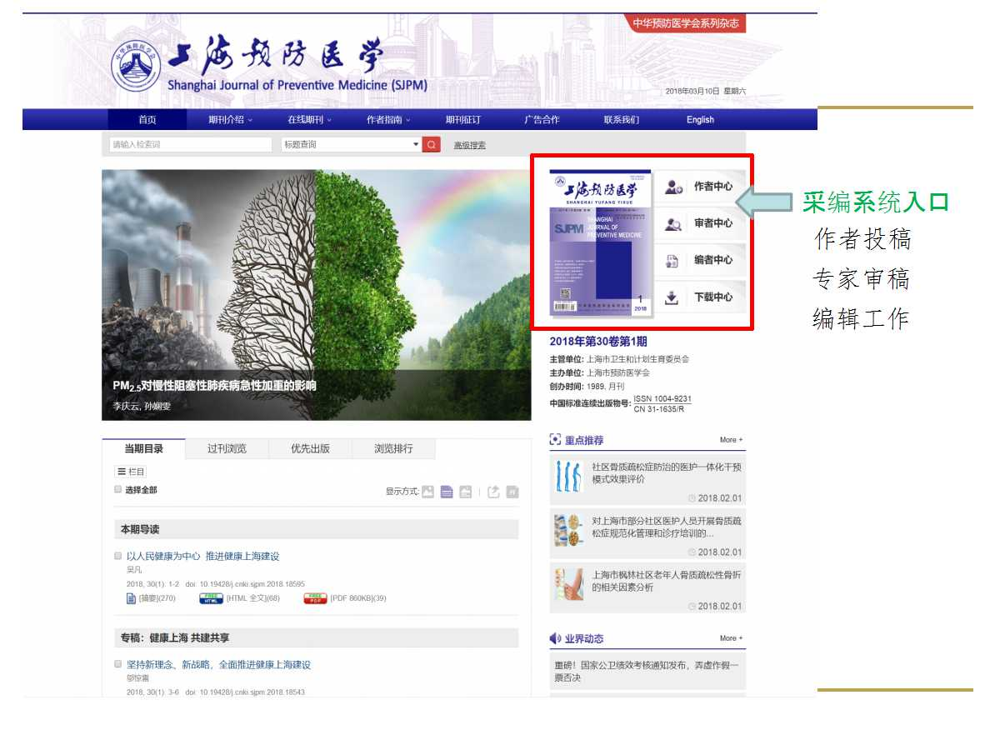 中华预防医学会系列杂志
上海预防医学
Shanghai Journal of Preventive Medicine (SJPM)
2018年03月10日 星期六
首页 期刊介绍 在线期刊 作者指南 期刊征订 广告合作 联系我们 English
请输入检索词 标题查询 高级搜索
上海预防医学
SHANGHAI YUFANG YIXUE
SJPM
SHANGHAI
JOURNAL OF
PREVENTIVE MEDICINE
1
2018
作者中心
审者中心
编者中心
下载中心
采编系统入口
作者投稿
专家审稿
编辑工作
PM2.5对慢性阻塞性肺疾病急性加重的影响
李庆云, 孙娴雯
2018年第30卷第1期
主管单位: 上海市卫生和计划生育委员会
主办单位: 上海市预防医学会
创办时间: 1989, 月刊
中国标准连续出版物号: ISSN 1004-9231
CN 31-1635/R
当期目录 过刊浏览 优先出版 浏览排行
栏目
选择全部 显示方式:
本期导读
以人民健康为中心 推进健康上海建设
吴凡
2018, 30(1): 1-2 doi: 10.19428/j.cnki.sjpm.2018.18595
[摘要](270) FREE HTML [HTML 全文](68) FREE PDF [PDF 860KB](39)
专稿：健康上海 共建共享
坚持新理念、新战略，全面推进健康上海建设
邬惊雷
2018, 30(1): 3-6 doi: 10.19428/j.cnki.sjpm.2018.18543
重点推荐 More +
社区骨质疏松症防治的医护一体化干预
模式效果评价
2018.02.01
对上海市部分社区医护人员开展骨质疏
松症规范化管理和诊疗培训的...
2018.02.01
上海市枫林社区老年人骨质疏松性骨折
的相关因素分析
2018.02.01
业界动态 More +
重磅！国家公卫绩效考核通知发布，弄虚作假一
票否决